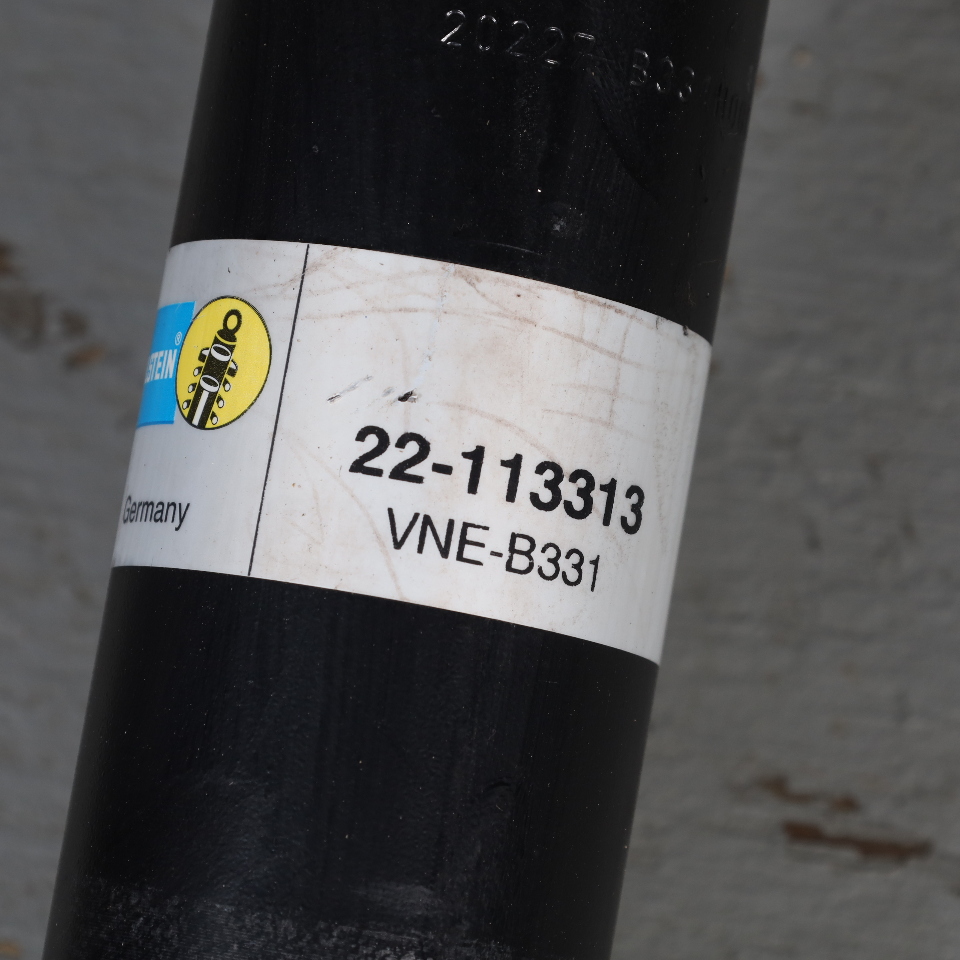 STEIN®
Germany
22-113313
VNE-B331